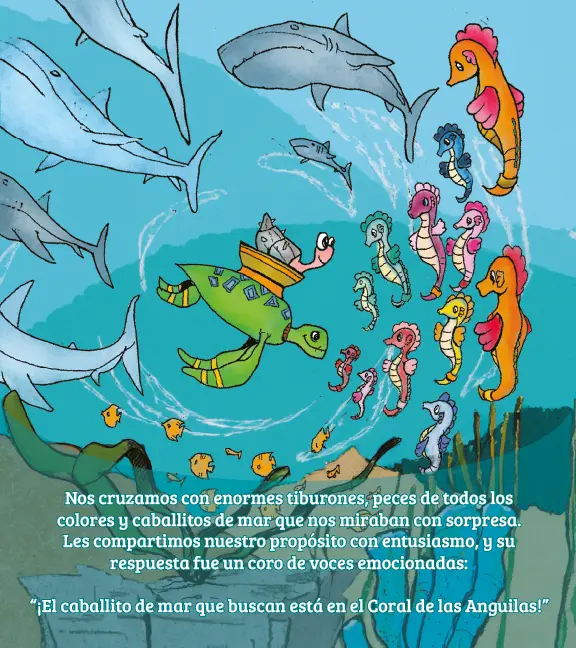 Nos cruzamos con enormes tiburones, peces de todos los
colores y caballitos de mar que nos miraban con sorpresa.
Les compartimos nuestro propósito con entusiasmo, y su
respuesta fue un coro de voces emocionadas:
“¡El caballito de mar que buscan está en el Coral de las Anguilas!”